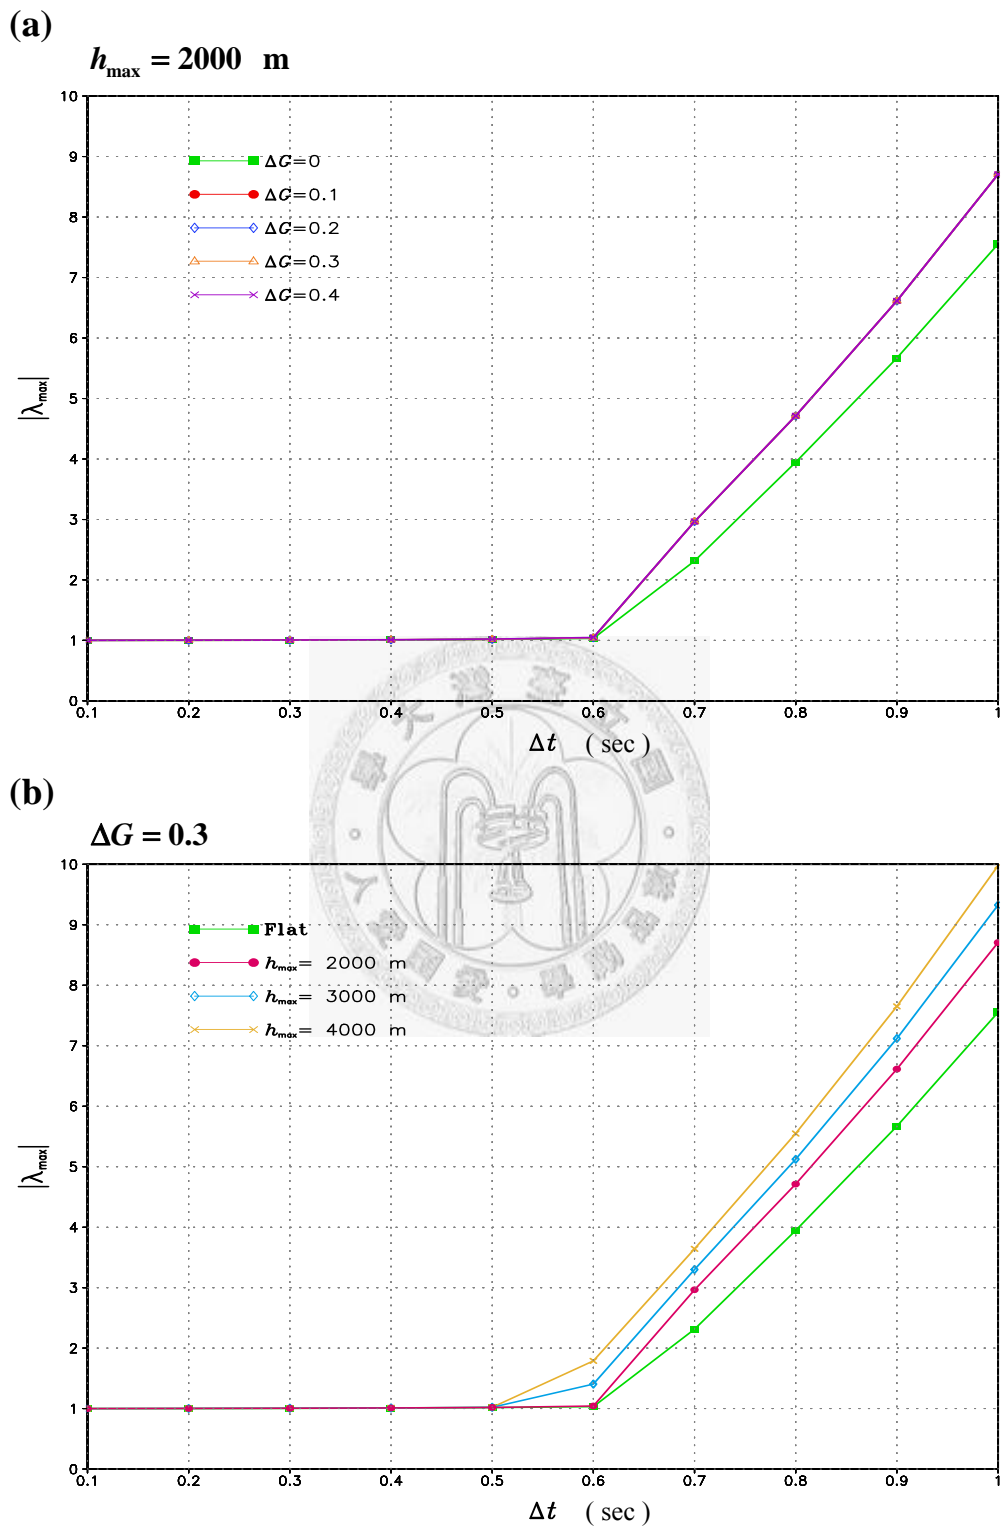 (a)
h_max = 2000 m
10
9
8
7
6
5
4
3
2
1
0
ΔG=0
ΔG=0.1
ΔG=0.2
ΔG=0.3
ΔG=0.4
|λ_max|
0.1 0.2 0.3 0.4 0.5 0.6 0.7 0.8 0.9 1
Δt (sec)
(b)
ΔG = 0.3
10
9
8
7
6
5
4
3
2
1
0
Flat
h_max= 2000 m
h_max= 3000 m
h_max= 4000 m
|λ_max|
0.1 0.2 0.3 0.4 0.5 0.6 0.7 0.8 0.9 1
Δt (sec)